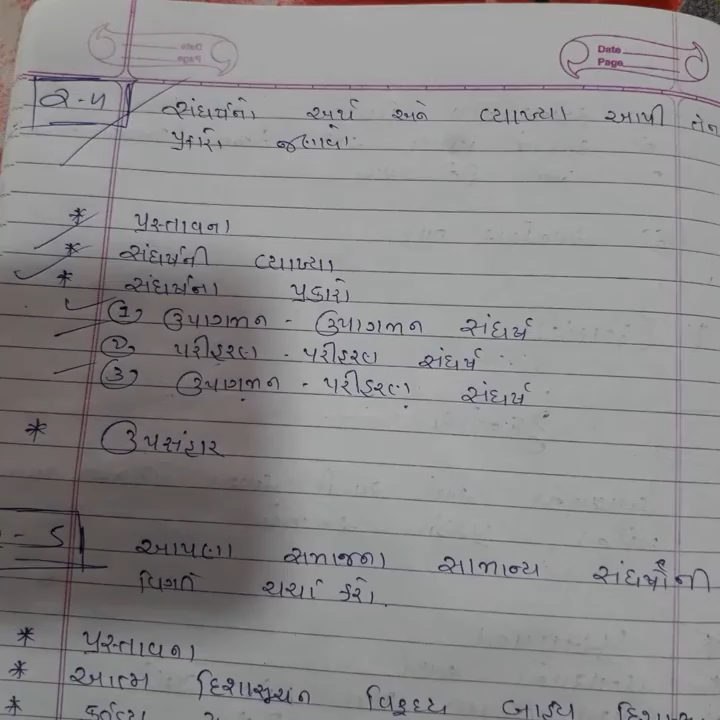 Date
Page
૨-૫ સંઘર્ષનો અર્થ અને વ્યાખ્યા આપી તેન
પ્રકારો જણાવો
* પ્રસ્તાવના
* સંઘર્ષની વ્યાખ્યા
* સંઘર્ષના પ્રકારો
૧) ઉપાગમન - ઉપાગમન સંઘર્ષ
૨) પરીહરણ - પરીહરણ સંઘર્ષ
૩) ઉપાગમન - પરીહરણ સંઘર્ષ
* ઉપસંહાર
- ૬ આપણા સમાજના સામાન્ય સંઘર્ષોની
વિગતે ચર્ચા કરો.
* પ્રસ્તાવના
* આત્મ દિશાસૂચન વિરૂધ્ધ બાહ્ય
*